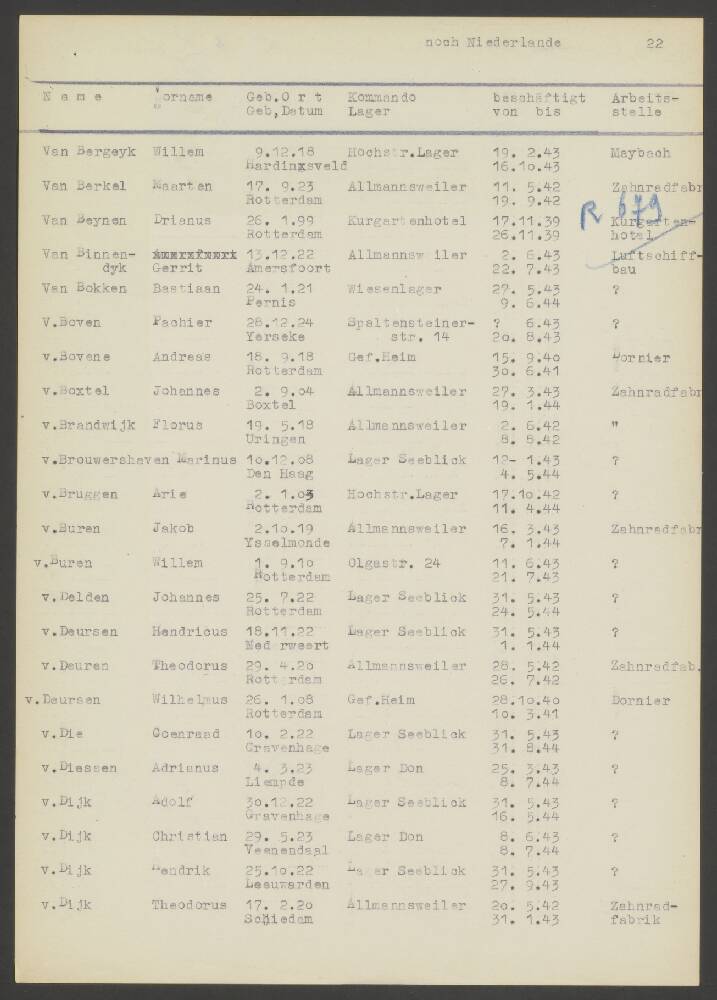 noch Niederlande 22
Name Vorname Geb.Ort Kommando beschäftigt Arbeits-
Geb,Datum Lager von bis stelle
Van Bergeyk Willem 9.12.18 Hochstr.Lager 19. 2.43 Maybach
Hardinxsveld 16.10.43
Van Berkel Maarten 17. 9.23 Allmannsweiler 11. 5.42 Zahnradfabr
Rotterdam 19. 9.42
R 679
Van Beynen Drianus 26. 1.99 Kurgartenhotel 17.11.39 Kurgarten-
Rotterdam 26.11.39 hotel
Van Binnen- 13.12.22 Allmannsw iler 2. 6.43 Luftschiff-
dyk Gerrit Amersfoort 22. 7.43 bau
Van Bokken Bastiaan 24. 1.21 Wiesenlager 27. 5.43 ?
Pernis 9. 6.44
V.Boven Pachier 28.12.24 Spaltensteiner- ? 6.43 ?
Yerseke str. 14 20. 8.43
v.Bovene Andreas 18. 9.18 Gef.Heim 15. 9.40 Dornier
Rotterdam 30. 6.41
v.Boxtel Johannes 2. 9.04 Allmannsweiler 27. 3.43 Zahnradfabr
Boxtel 19. 1.44
v.Brandwijk Florus 19. 5.18 Allmannsweiler 2. 6.42 "
Uringen 8. 8.42
v.Brouwershaven Marinus 10.12.08 Lager Seeblick 12- 1.43 ?
Den Haag 4. 5.44
v.Bruggen Arie 2. 1.03 Hochstr.Lager 17.10.42 ?
Rotterdam 11. 4.44
v.Buren Jakob 2.10.19 Allmannsweiler 16. 3.43 Zahnradfabr
Ysselmonde 7. 1.44
v.Buren Willem 1. 9.10 Olgastr. 24 11. 6.43 ?
Rotterdam 21. 7.43
v.Delden Johannes 25. 7.22 Lager Seeblick 31. 5.43 ?
Rotterdam 24. 5.44
v.Deursen Hendricus 18.11.22 Lager Seeblick 31. 5.43 ?
Ned rweert 1. 1.44
v.Deuren Theodorus 29. 4.20 Allmannsweiler 28. 5.42 Zahnradfab.
Rotterdam 26. 7.42
v.Deursen Wilhelmus 26. 1.08 Gef.Heim 28.10.40 Dornier
Rotterdam 10. 3.41
v.Die Coenraad 10. 2.22 Lager Seeblick 31. 5.43 ?
Gravenhage 31. 8.44
v.Diessen Adrianus 4. 3.23 Lager Don 25. 3.43 ?
Liempde 8. 7.44
v.Dijk Adolf 30.12.22 Lager Seeblick 31. 5.43 ?
Gravenhage 16. 5.44
v.Dijk Christian 29. 5.23 Lager Don 8. 6.43 ?
Veenendaal 8. 7.44
v.Dijk Hendrik 25.10.22 Lager Seeblick 31. 5.43 ?
Leeuwarden 27. 9.43
v.Dijk Theodorus 17. 2.20 Allmannsweiler 20. 5.42 Zahnrad-
Schiedam 31. 1.43 fabrik